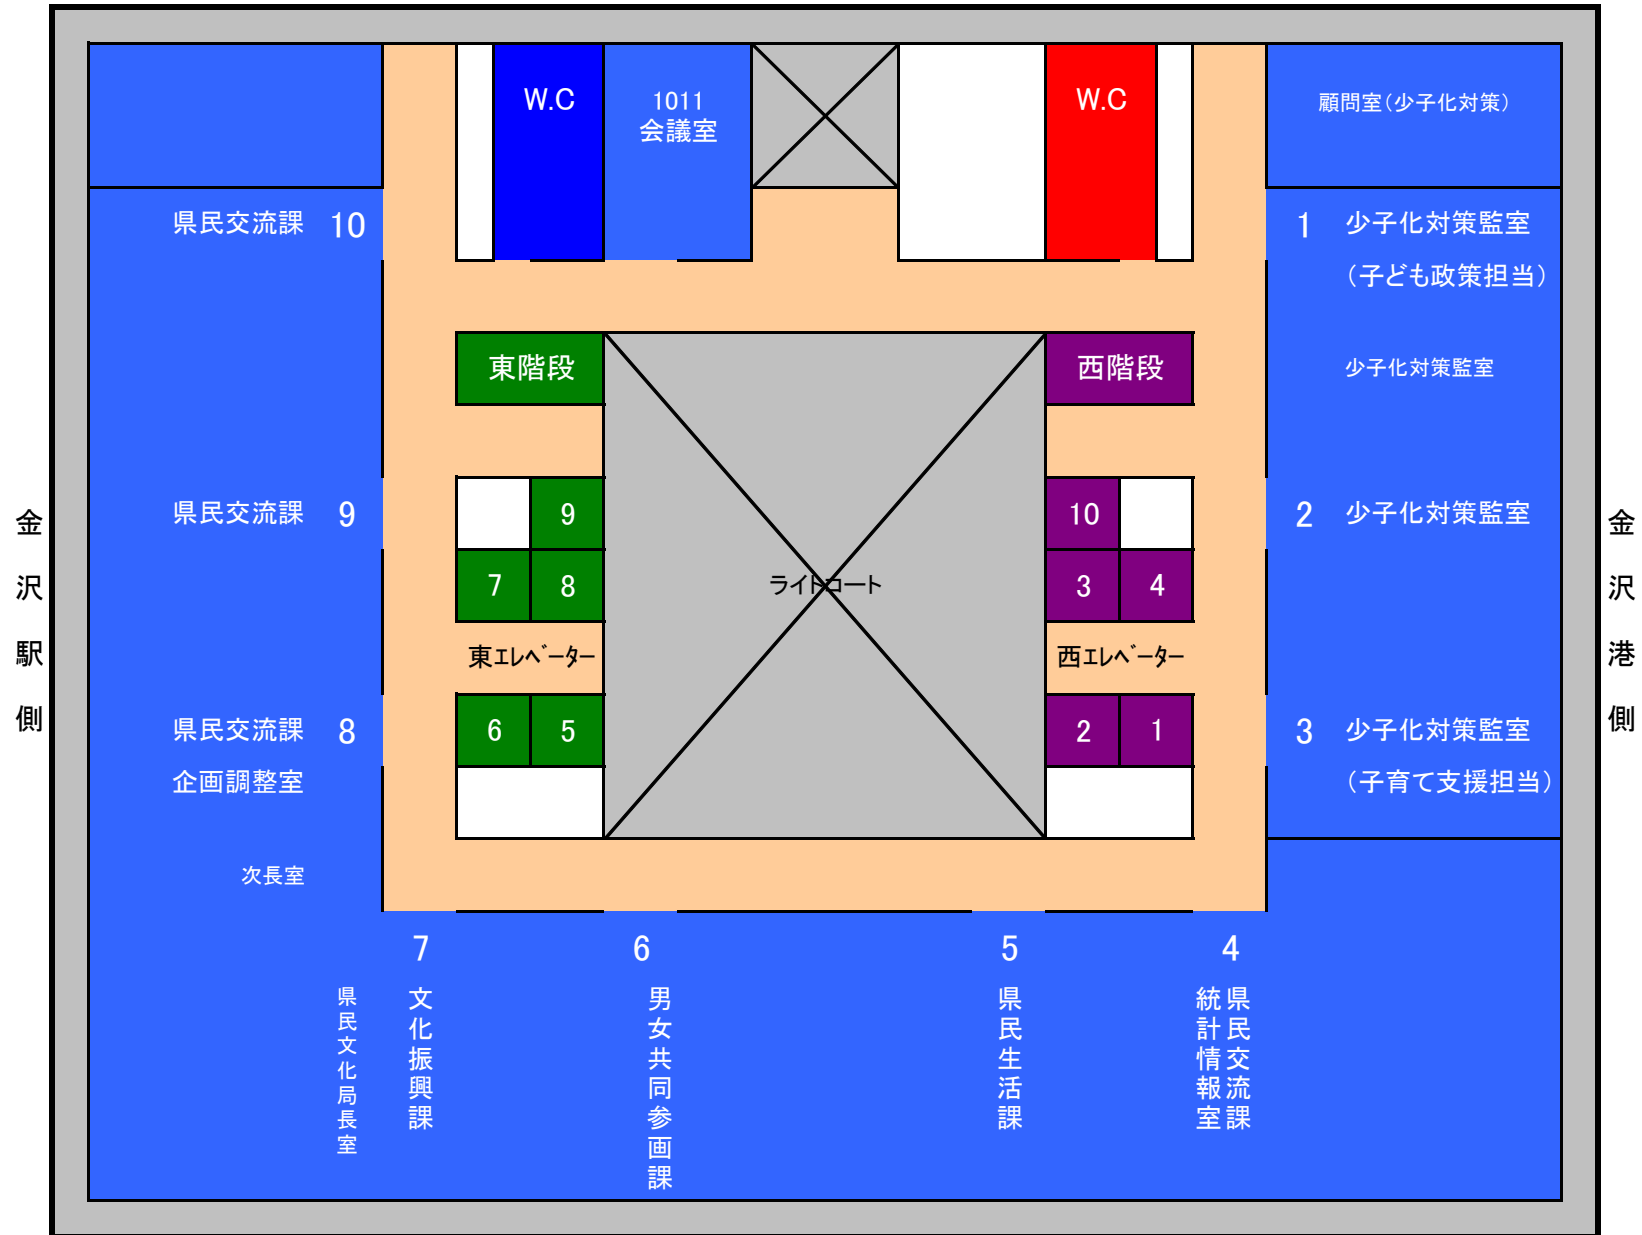 W.C
1011
会議室
W.C
顧問室(少子化対策)
県民交流課 10
1 少子化対策監室
(子ども政策担当)
東階段
西階段
少子化対策監室
県民交流課 9
9
10
2 少子化対策監室
7 8
ライトコート
3 4
東エレベーター
西エレベーター
県民交流課 8
企画調整室
6 5
2 1
3 少子化対策監室
(子育て支援担当)
次長室
金沢駅側
金沢港側
7
文化振興課
県民文化局長室
6
男女共同参画課
5
県民生活課
4
県民交流課
統計情報室